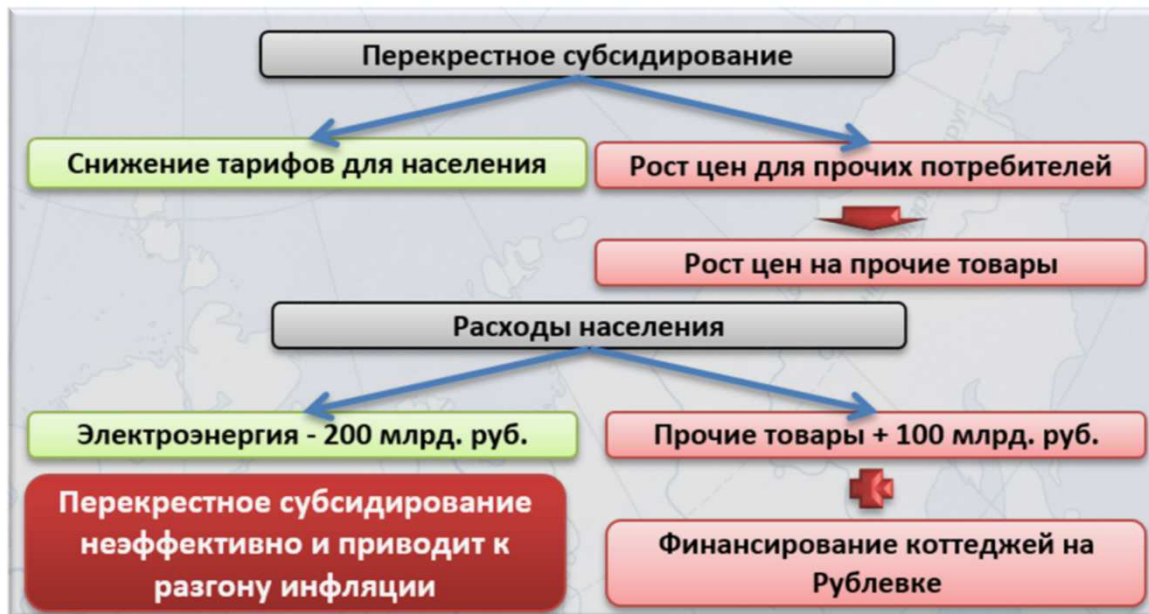 Перекрестное субсидирование
Снижение тарифов для населения
Рост цен для прочих потребителей
Рост цен на прочие товары
Расходы населения
Электроэнергия - 200 млрд. руб.
Прочие товары + 100 млрд. руб.
Перекрестное субсидирование
неэффективно и приводит к
разгону инфляции
Финансирование коттеджей на
Рублевке